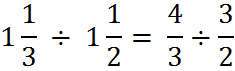 1 1/3 ÷ 1 1/2 = 4/3 ÷ 3/2